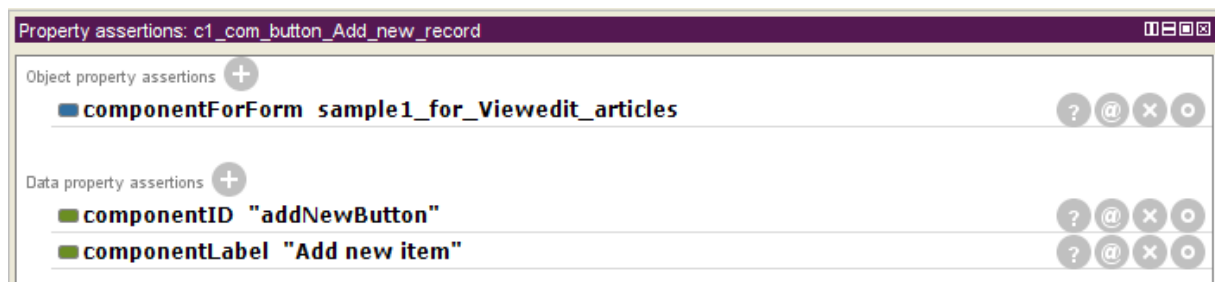 Property assertions: c1_com_button_Add_new_record
Object property assertions
componentForForm sample1_for_Viewedit_articles
Data property assertions
componentID "addNewButton"
componentLabel "Add new item"